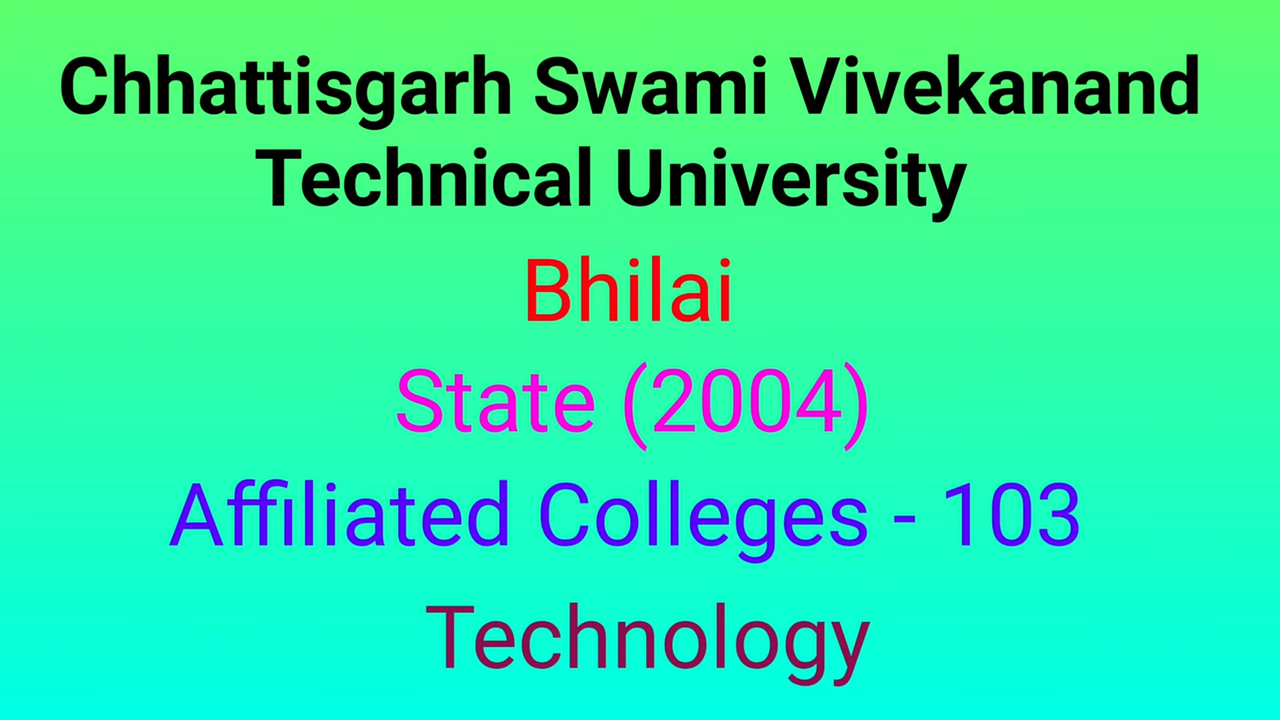 Chhattisgarh Swami Vivekanand
Technical University
Bhilai
State (2004)
Affiliated Colleges - 103
Technology